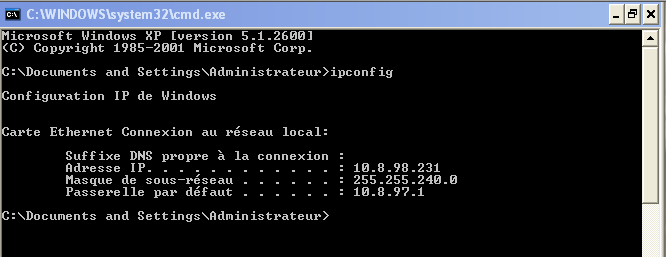 C:\WINDOWS\system32\cmd.exe
Microsoft Windows XP [version 5.1.2600]
(C) Copyright 1985-2001 Microsoft Corp.
C:\Documents and Settings\Administrateur>ipconfig
Configuration IP de Windows
Carte Ethernet Connexion au réseau local:
Suffixe DNS propre à la connexion :
Adresse IP. . . . . . . . . . . . : 10.8.98.231
Masque de sous-réseau . . . . . . : 255.255.240.0
Passerelle par défaut . . . . . . : 10.8.97.1
C:\Documents and Settings\Administrateur>